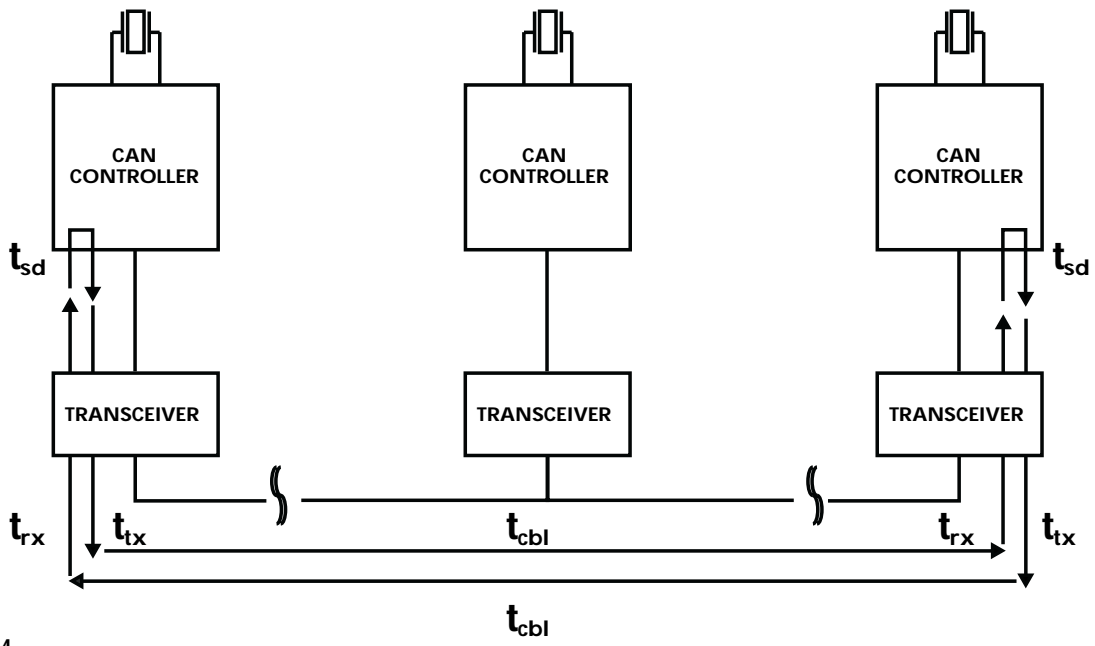 CAN
CONTROLLER
CAN
CONTROLLER
CAN
CONTROLLER
tsd
tsd
TRANSCEIVER
TRANSCEIVER
TRANSCEIVER
trx
ttx
tcbl
trx
ttx
tcbl